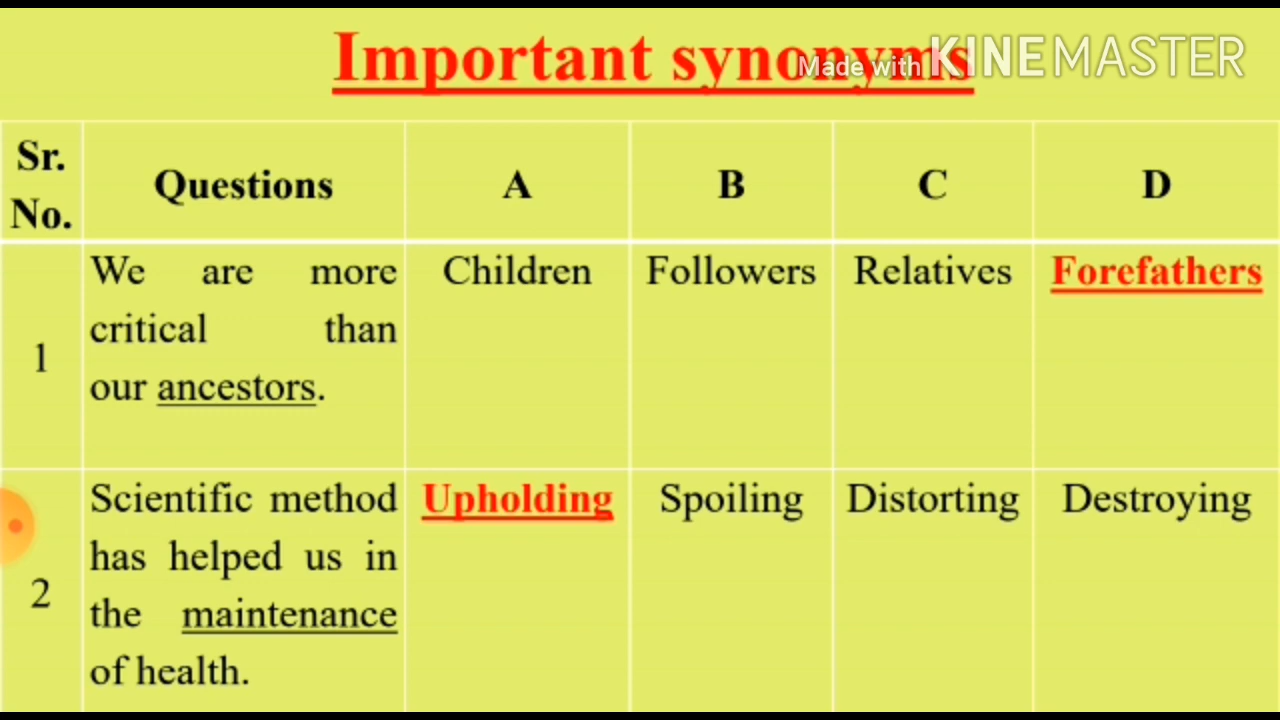 Important synonyms
Made with KINEMASTER
Sr. No. Questions A B C D
1
We are more
critical than
our ancestors.
Children Followers Relatives Forefathers
2
Scientific method
has helped us in
the maintenance
of health.
Upholding Spoiling Distorting Destroying